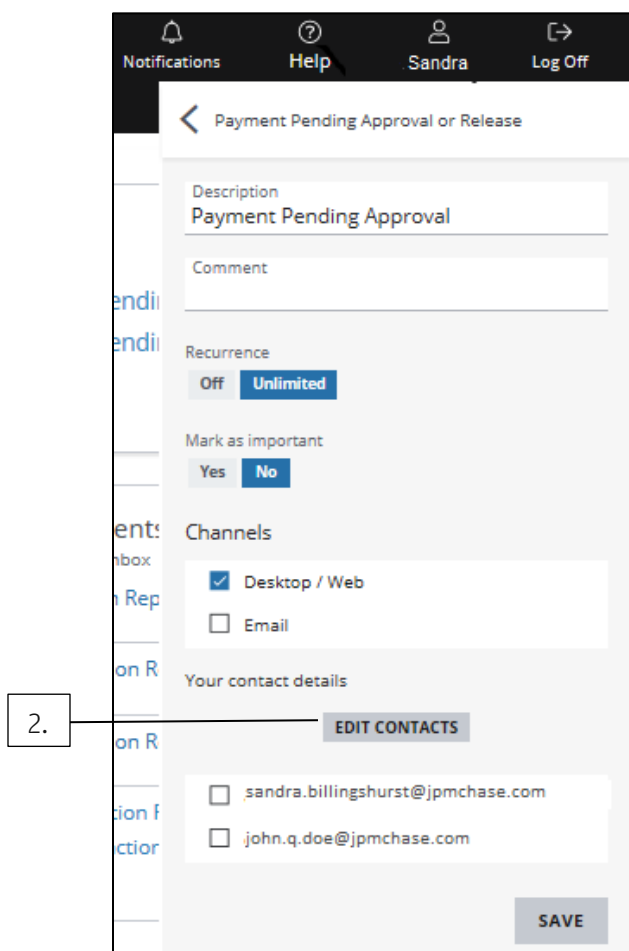 Notifications
Help
Sandra
Log Off
Payment Pending Approval or Release
Description
Payment Pending Approval
Comment
Recurrence
Off
Unlimited
Mark as important
Yes
No
ents
nbox
Channels
Desktop / Web
Rep
Email
on R
Your contact details
2.
EDIT CONTACTS
on R
sandra.billingshurst@jpmchase.com
john.q.doe@jpmchase.com
SAVE